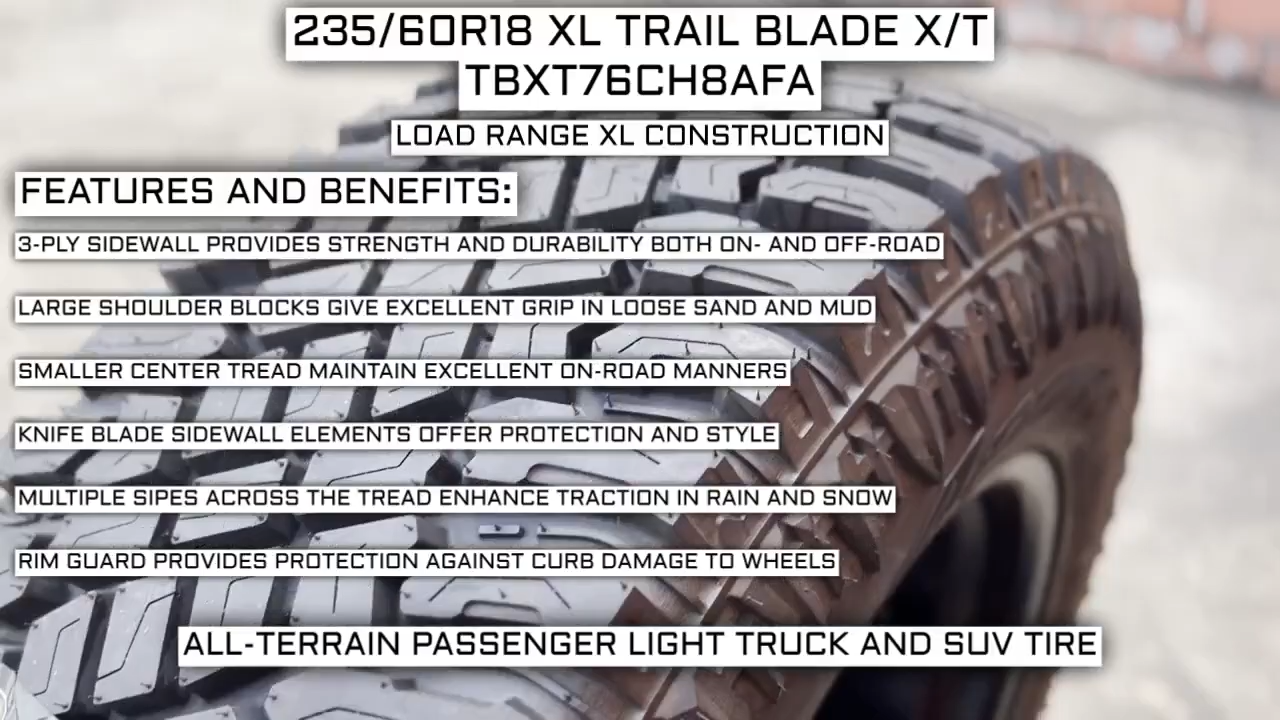 235/60R18 XL TRAIL BLADE X/T
TBXT76CH8AFA
LOAD RANGE XL CONSTRUCTION
FEATURES AND BENEFITS:
3-PLY SIDEWALL PROVIDES STRENGTH AND DURABILITY BOTH ON- AND OFF-ROAD
LARGE SHOULDER BLOCKS GIVE EXCELLENT GRIP IN LOOSE SAND AND MUD
SMALLER CENTER TREAD MAINTAIN EXCELLENT ON-ROAD MANNERS
KNIFE BLADE SIDEWALL ELEMENTS OFFER PROTECTION AND STYLE
MULTIPLE SIPES ACROSS THE TREAD ENHANCE TRACTION IN RAIN AND SNOW
RIM GUARD PROVIDES PROTECTION AGAINST CURB DAMAGE TO WHEELS
ALL-TERRAIN PASSENGER LIGHT TRUCK AND SUV TIRE